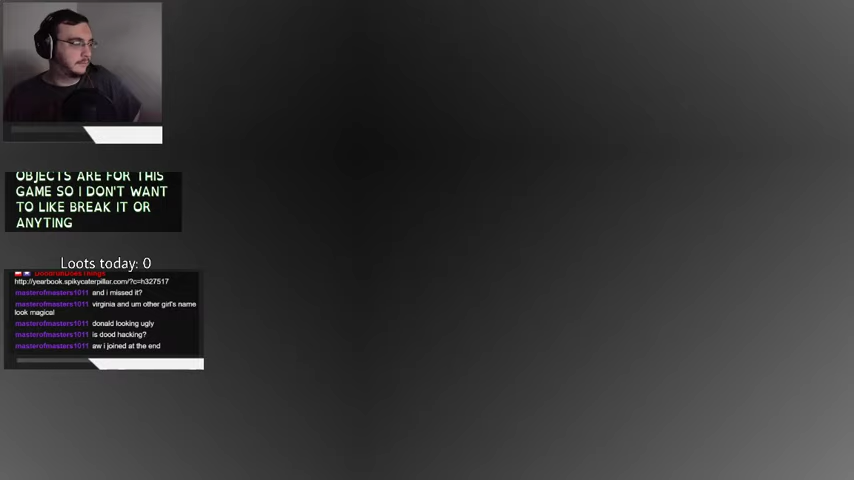 OBJECTS ARE FOR THIS
GAME SO I DON'T WANT
TO LIKE BREAK IT OR
ANYTING
Loots today: 0
DoodrunDoesThings
http://yearbook.spikycaterpillar.com/?c=h327517
masterofmasters1011 and i missed it?
masterofmasters1011 virginia and um other girl's name
look magical
masterofmasters1011 donald looking ugly
masterofmasters1011 is dood hacking?
masterofmasters1011 aw i joined at the end